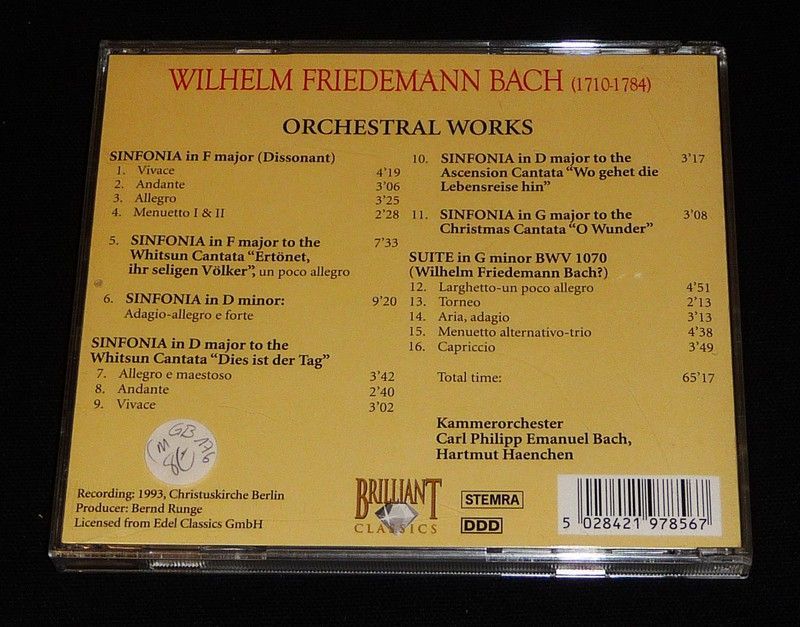 WILHELM FRIEDEMANN BACH (1710-1784)
ORCHESTRAL WORKS
SINFONIA in F major (Dissonant)
1. Vivace 4'19
2. Andante 3'06
3. Allegro 3'25
4. Menuetto I & II 2'28
5. SINFONIA in F major to the 7'33
Whitsun Cantata "Ertönet,
ihr seligen Völker", un poco allegro
6. SINFONIA in D minor: 9'20
Adagio-allegro e forte
SINFONIA in D major to the
Whitsun Cantata "Dies ist der Tag"
7. Allegro e maestoso 3'42
8. Andante 2'40
9. Vivace 3'02
10. SINFONIA in D major to the 3'17
Ascension Cantata "Wo gehet die
Lebensreise hin"
11. SINFONIA in G major to the 3'08
Christmas Cantata "O Wunder"
SUITE in G minor BWV 1070
(Wilhelm Friedemann Bach?)
12. Larghetto-un poco allegro 4'51
13. Torneo 2'13
14. Aria, adagio 3'13
15. Menuetto alternativo-trio 4'38
16. Capriccio 3'49
Total time: 65'17
Kammerorchester
Carl Philipp Emanuel Bach,
Hartmut Haenchen
GB 176
Recording: 1993, Christuskirche Berlin
Producer: Bernd Runge
Licensed from Edel Classics GmbH
BRILLIANT
CLASSICS
STEMRA
DDD
5 028421 978567